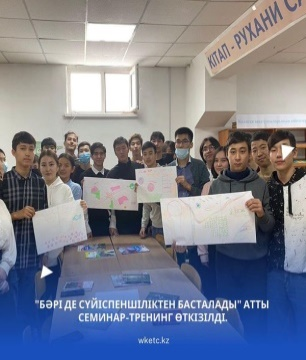 КІТАП - РУХАНИ
"БӘРІ ДЕ СҮЙІСПЕНШІЛІКТЕН БАСТАЛАДЫ" АТТЫ
СЕМИНАР-ТРЕНИНГ ӨТКІЗІЛДІ.
wketc.kz